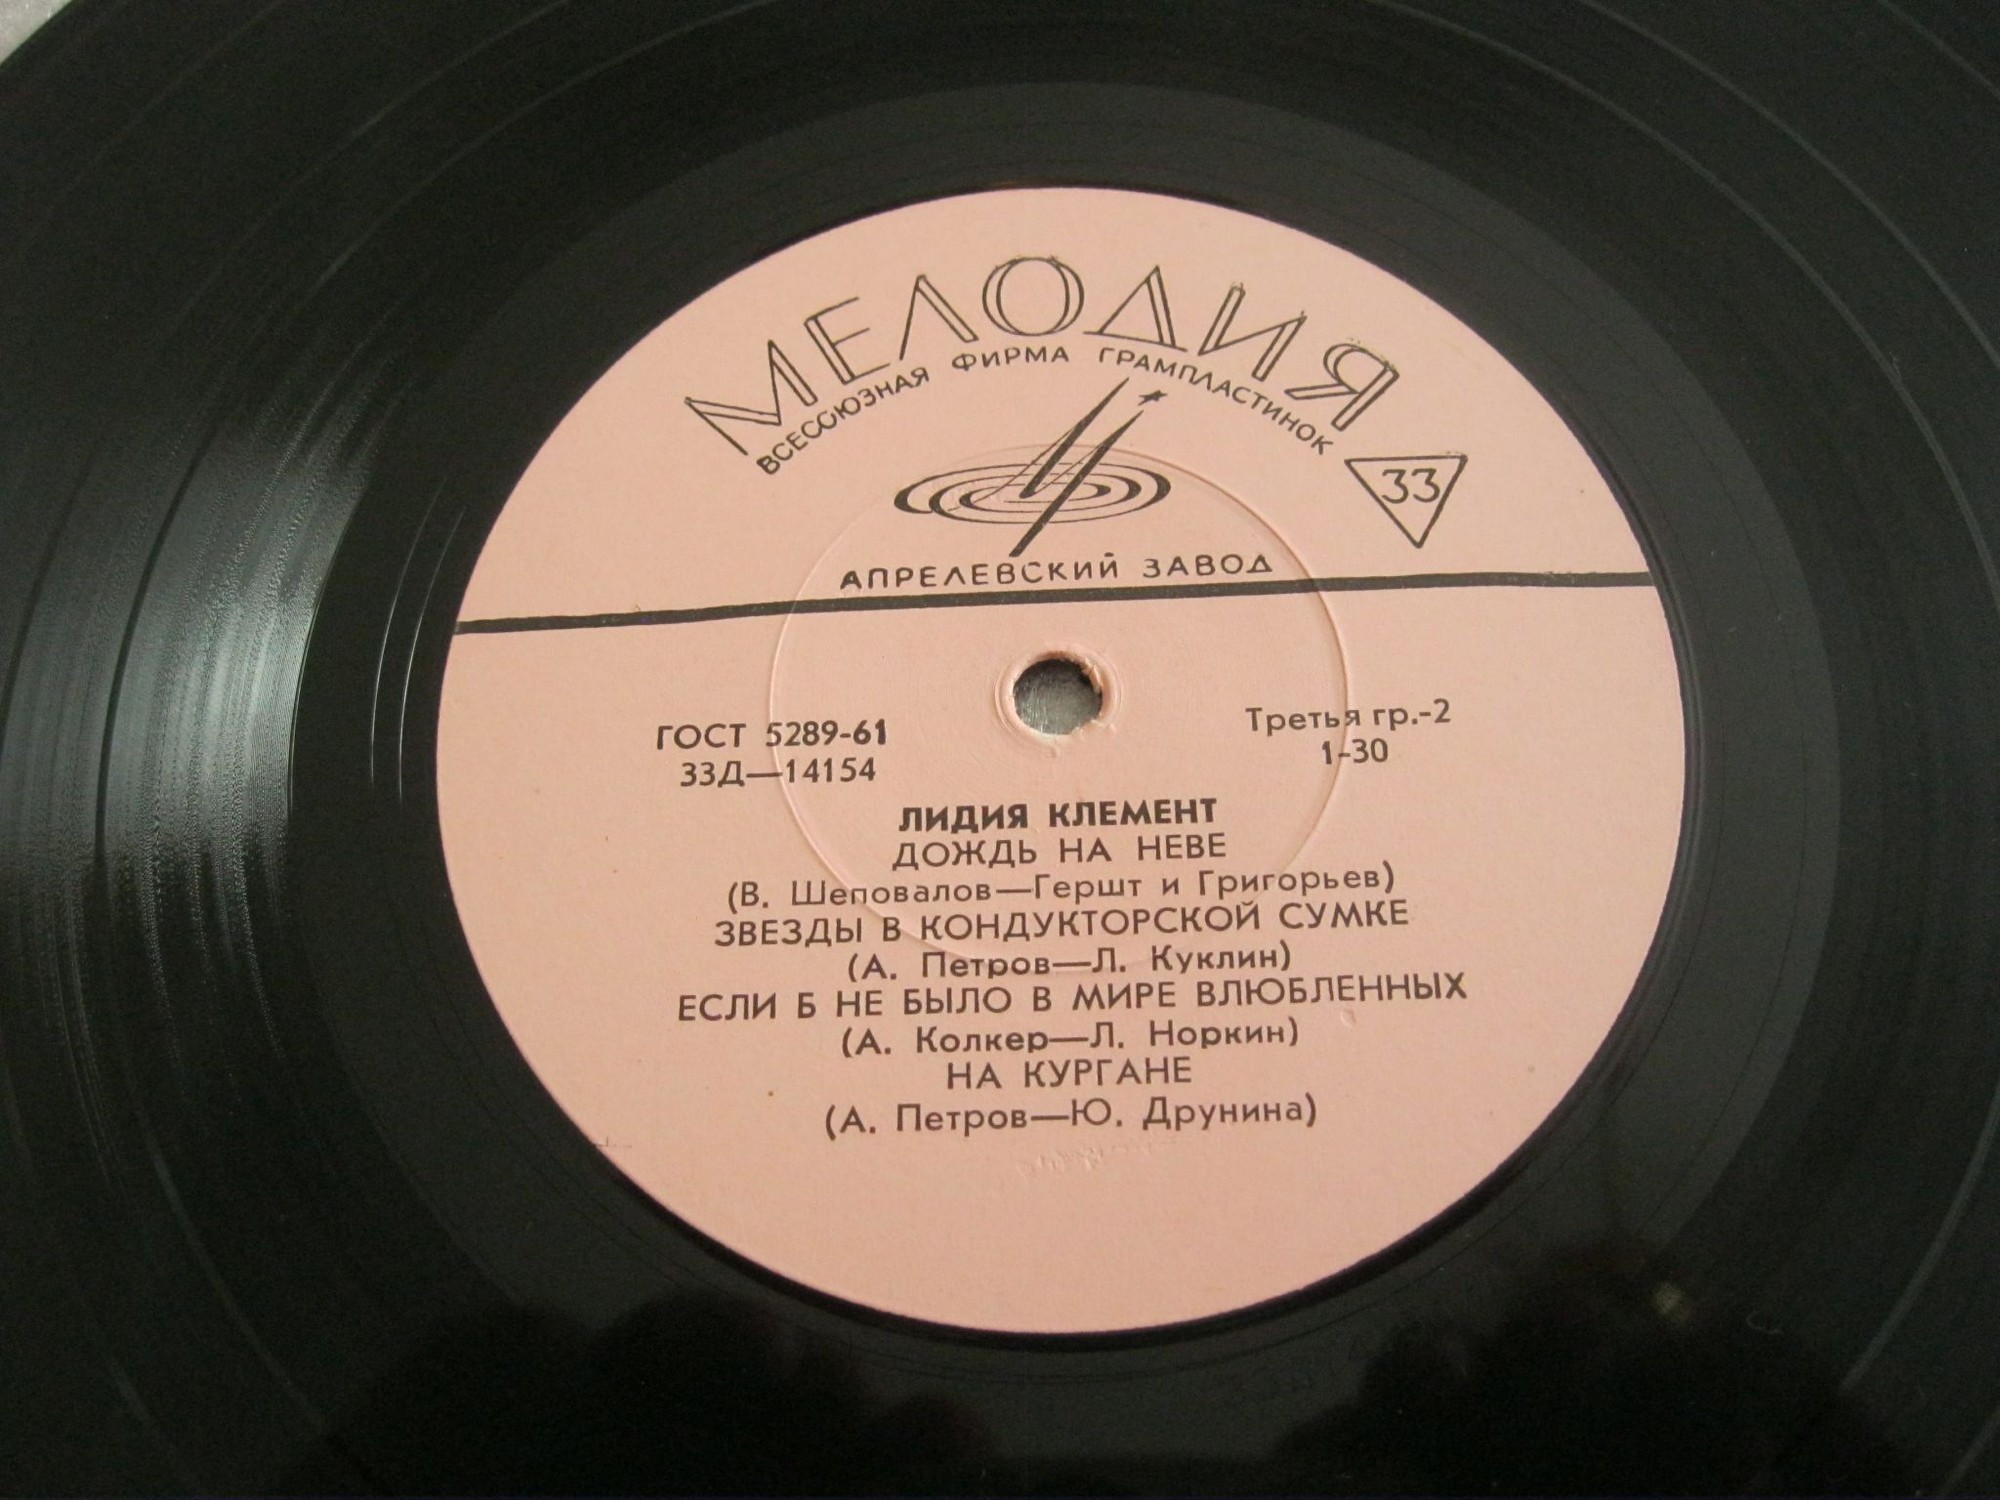 МЕЛОДИЯ
ВСЕСОЮЗНАЯ ФИРМА ГРАМПЛАСТИНОК
33
АПРЕЛЕВСКИЙ ЗАВОД
ГОСТ 5289-61
33Д—14154
Третья гр.-2
1-30
ЛИДИЯ КЛЕМЕНТ
ДОЖДЬ НА НЕВЕ
(В. Шеповалов—Гершт и Григорьев)
ЗВЕЗДЫ В КОНДУКТОРСКОЙ СУМКЕ
(А. Петров—Л. Куклин)
ЕСЛИ Б НЕ БЫЛО В МИРЕ ВЛЮБЛЕННЫХ
(А. Колкер—Л. Норкин)
НА КУРГАНЕ
(А. Петров—Ю. Друнина)